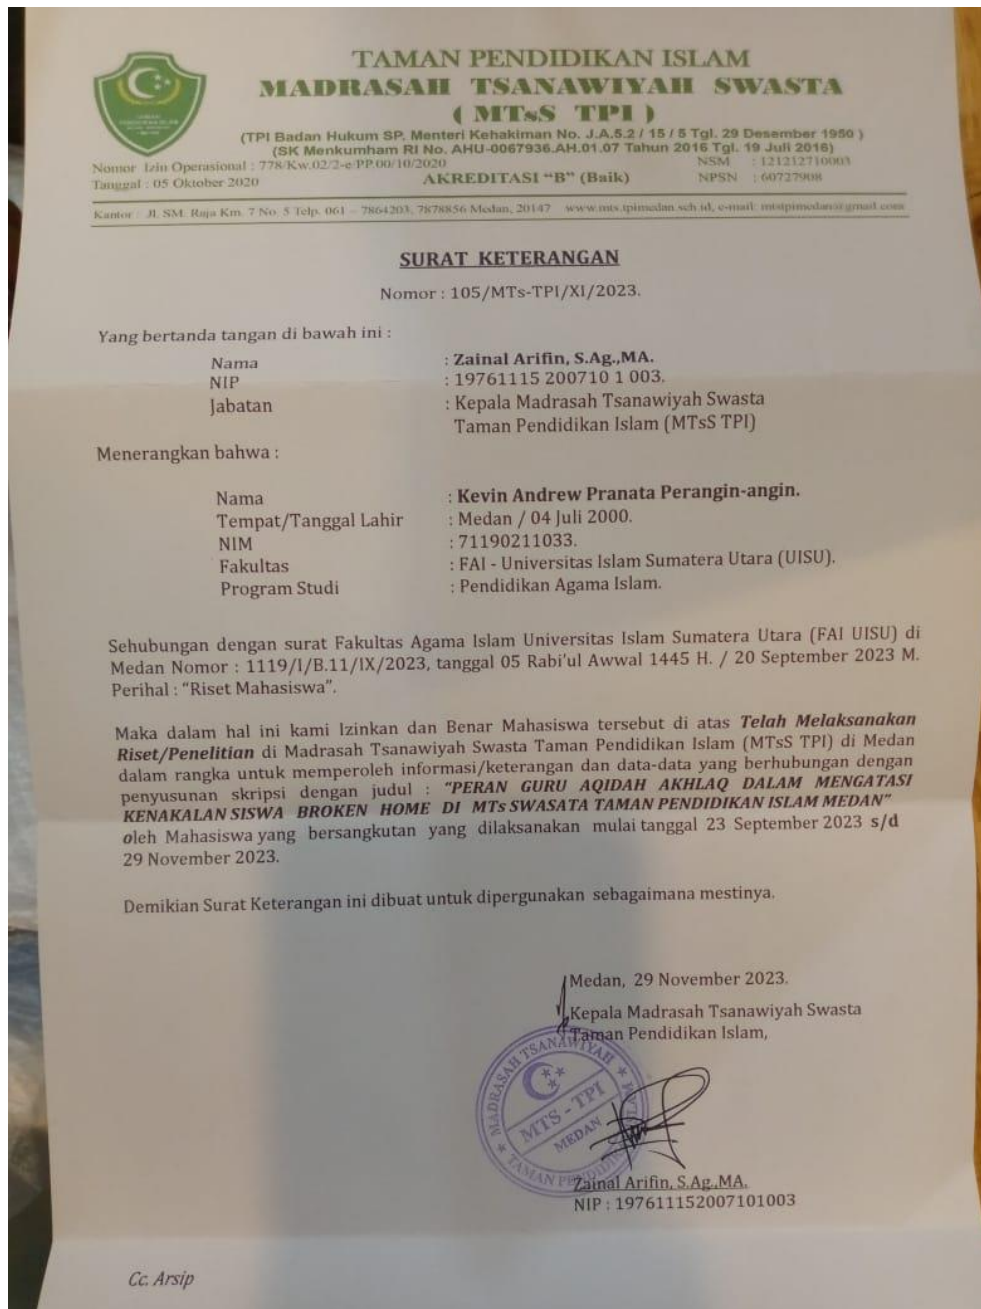 TAMAN PENDIDIKAN ISLAM
MADRASAH TSANAWIYAH SWASTA
( MTsS TPI )
(TPI Badan Hukum SP. Menteri Kehakiman No. J.A.5.2 / 15 / 5 Tgl. 29 Desember 1950 )
(SK Menkumham RI No. AHU-0067936.AH.01.07 Tahun 2016 Tgl. 19 Juli 2016)
Nomor Izin Operasional : 778/Kw.02/2-e/PP.00/10/2020 NSM : 121212710003
Tanggal : 05 Oktober 2020 AKREDITASI "B" (Baik) NPSN : 60727908
Kantor : Jl. SM. Raja Km. 7 No. 5 Telp. 061 – 7864203, 7878856 Medan, 20147 www.mts.tpimedan.sch.id, e-mail: mtstpimedan@gmail.com
SURAT KETERANGAN
Nomor : 105/MTs-TPI/XI/2023.
Yang bertanda tangan di bawah ini :
Nama : Zainal Arifin, S.Ag.,MA.
NIP : 19761115 200710 1 003.
Jabatan : Kepala Madrasah Tsanawiyah Swasta
Taman Pendidikan Islam (MTsS TPI)
Menerangkan bahwa :
Nama : Kevin Andrew Pranata Perangin-angin.
Tempat/Tanggal Lahir : Medan / 04 Juli 2000.
NIM : 71190211033.
Fakultas : FAI - Universitas Islam Sumatera Utara (UISU).
Program Studi : Pendidikan Agama Islam.
Sehubungan dengan surat Fakultas Agama Islam Universitas Islam Sumatera Utara (FAI UISU) di
Medan Nomor : 1119/I/B.11/IX/2023, tanggal 05 Rabi'ul Awwal 1445 H. / 20 September 2023 M.
Perihal : "Riset Mahasiswa".
Maka dalam hal ini kami Izinkan dan Benar Mahasiswa tersebut di atas Telah Melaksanakan
Riset/Penelitian di Madrasah Tsanawiyah Swasta Taman Pendidikan Islam (MTsS TPI) di Medan
dalam rangka untuk memperoleh informasi/keterangan dan data-data yang berhubungan dengan
penyusunan skripsi dengan judul : "PERAN GURU AQIDAH AKHLAQ DALAM MENGATASI
KENAKALAN SISWA BROKEN HOME DI MTs SWASATA TAMAN PENDIDIKAN ISLAM MEDAN"
oleh Mahasiswa yang bersangkutan yang dilaksanakan mulai tanggal 23 September 2023 s/d
29 November 2023.
Demikian Surat Keterangan ini dibuat untuk dipergunakan sebagaimana mestinya.
Medan, 29 November 2023.
Kepala Madrasah Tsanawiyah Swasta
Taman Pendidikan Islam,
MADRASAH TSANAWIYAH
MTS - TPI
MEDAN
TAMAN PENDIDIKAN ISLAM
Zainal Arifin, S.Ag.,MA.
NIP : 197611152007101003
Cc. Arsip